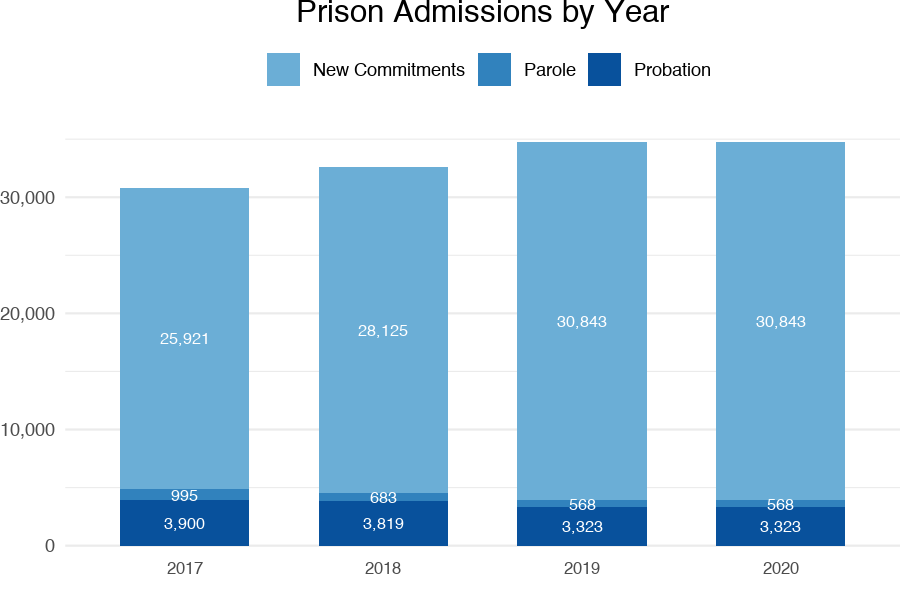 Prison Admissions by Year
New Commitments Parole Probation
30,000
20,000
10,000
0
25,921 28,125 30,843 30,843
995 683 568 568
3,900 3,819 3,323 3,323
2017 2018 2019 2020